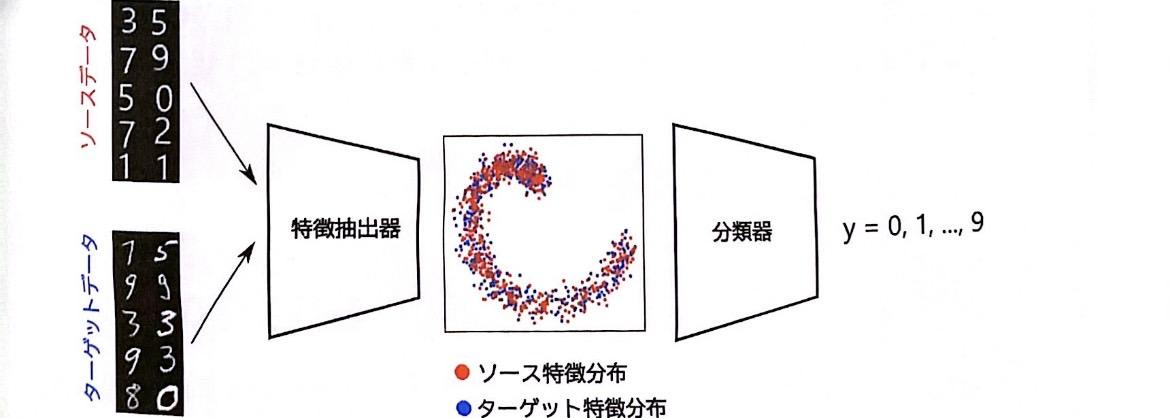 ソースデータ
3 5
7 9
5 0
7 2
1 1
ターゲットデータ
1 5
9 9
3 3
9 3
8 0
特徴抽出器
分類器
y = 0, 1, ..., 9
ソース特徴分布
ターゲット特徴分布